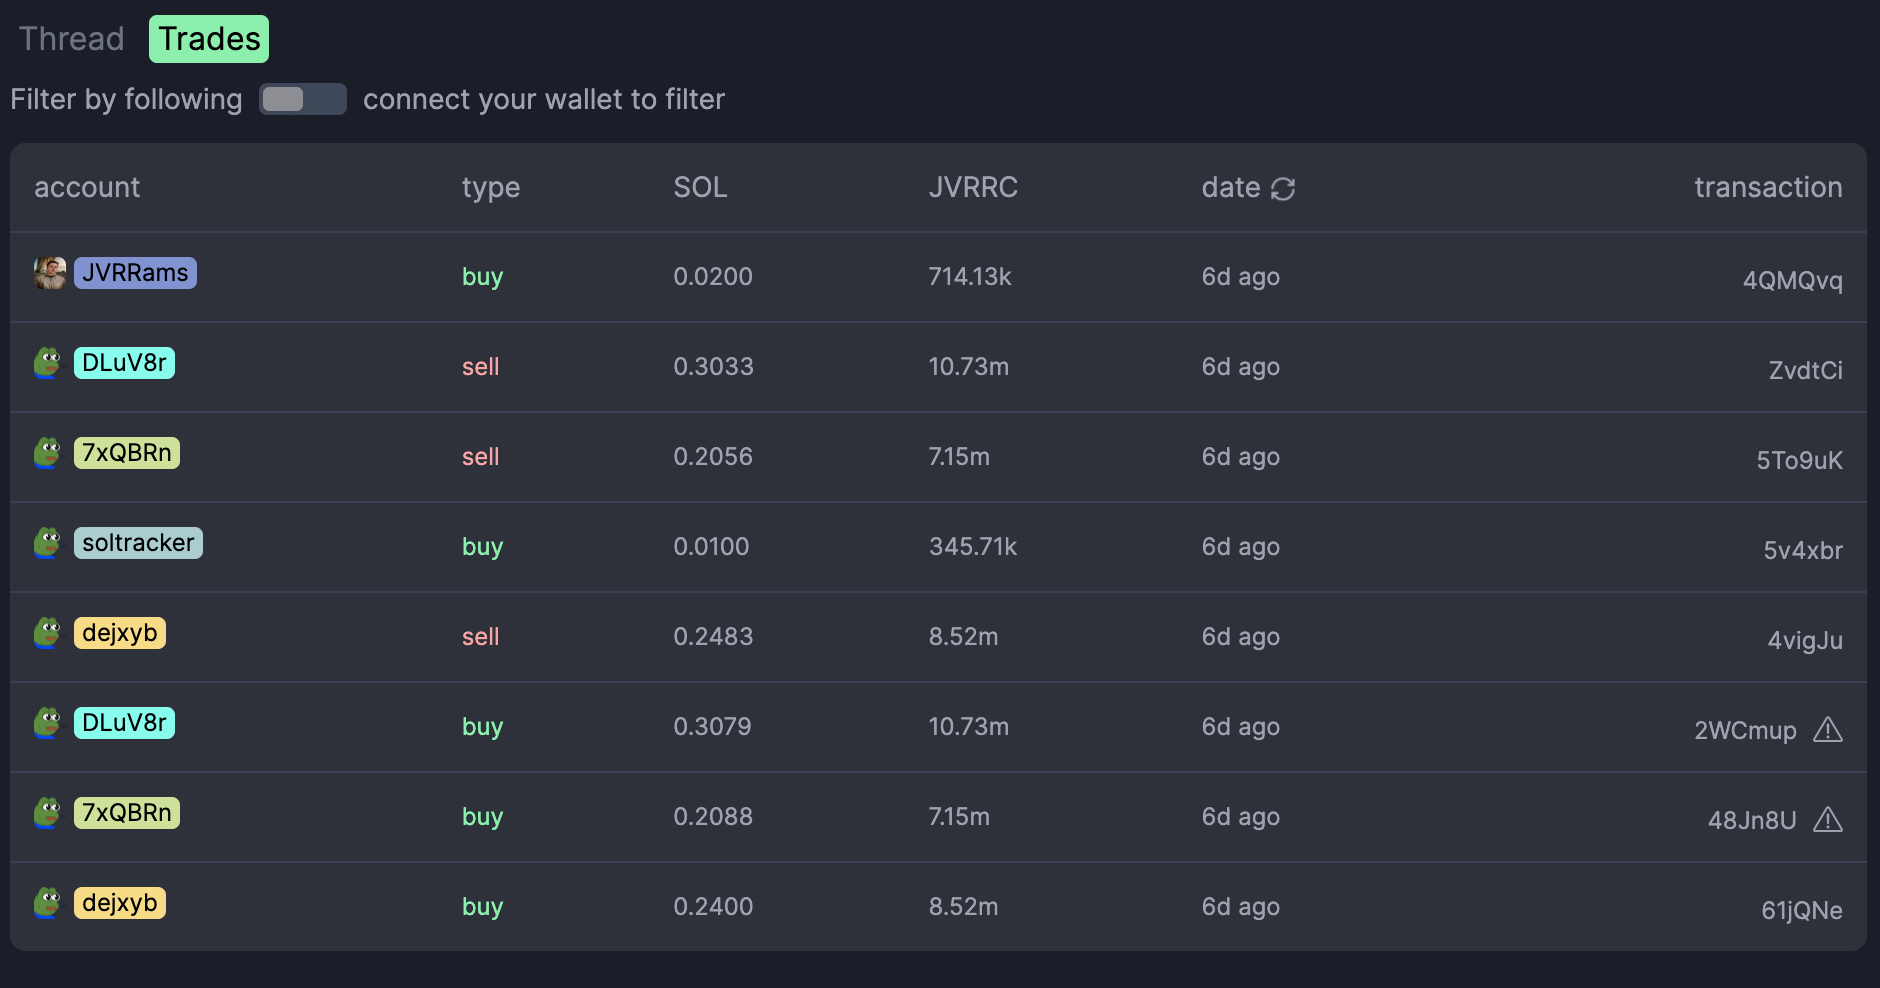 Thread Trades
Filter by following connect your wallet to filter
account type SOL JVRRC date transaction
JVRRams buy 0.0200 714.13k 6d ago 4QMQvq
DLuV8r sell 0.3033 10.73m 6d ago ZvdtCi
7xQBRn sell 0.2056 7.15m 6d ago 5To9uK
soltracker buy 0.0100 345.71k 6d ago 5v4xbr
dejxyb sell 0.2483 8.52m 6d ago 4vigJu
DLuV8r buy 0.3079 10.73m 6d ago 2WCmup
7xQBRn buy 0.2088 7.15m 6d ago 48Jn8U
dejxyb buy 0.2400 8.52m 6d ago 61jQNe